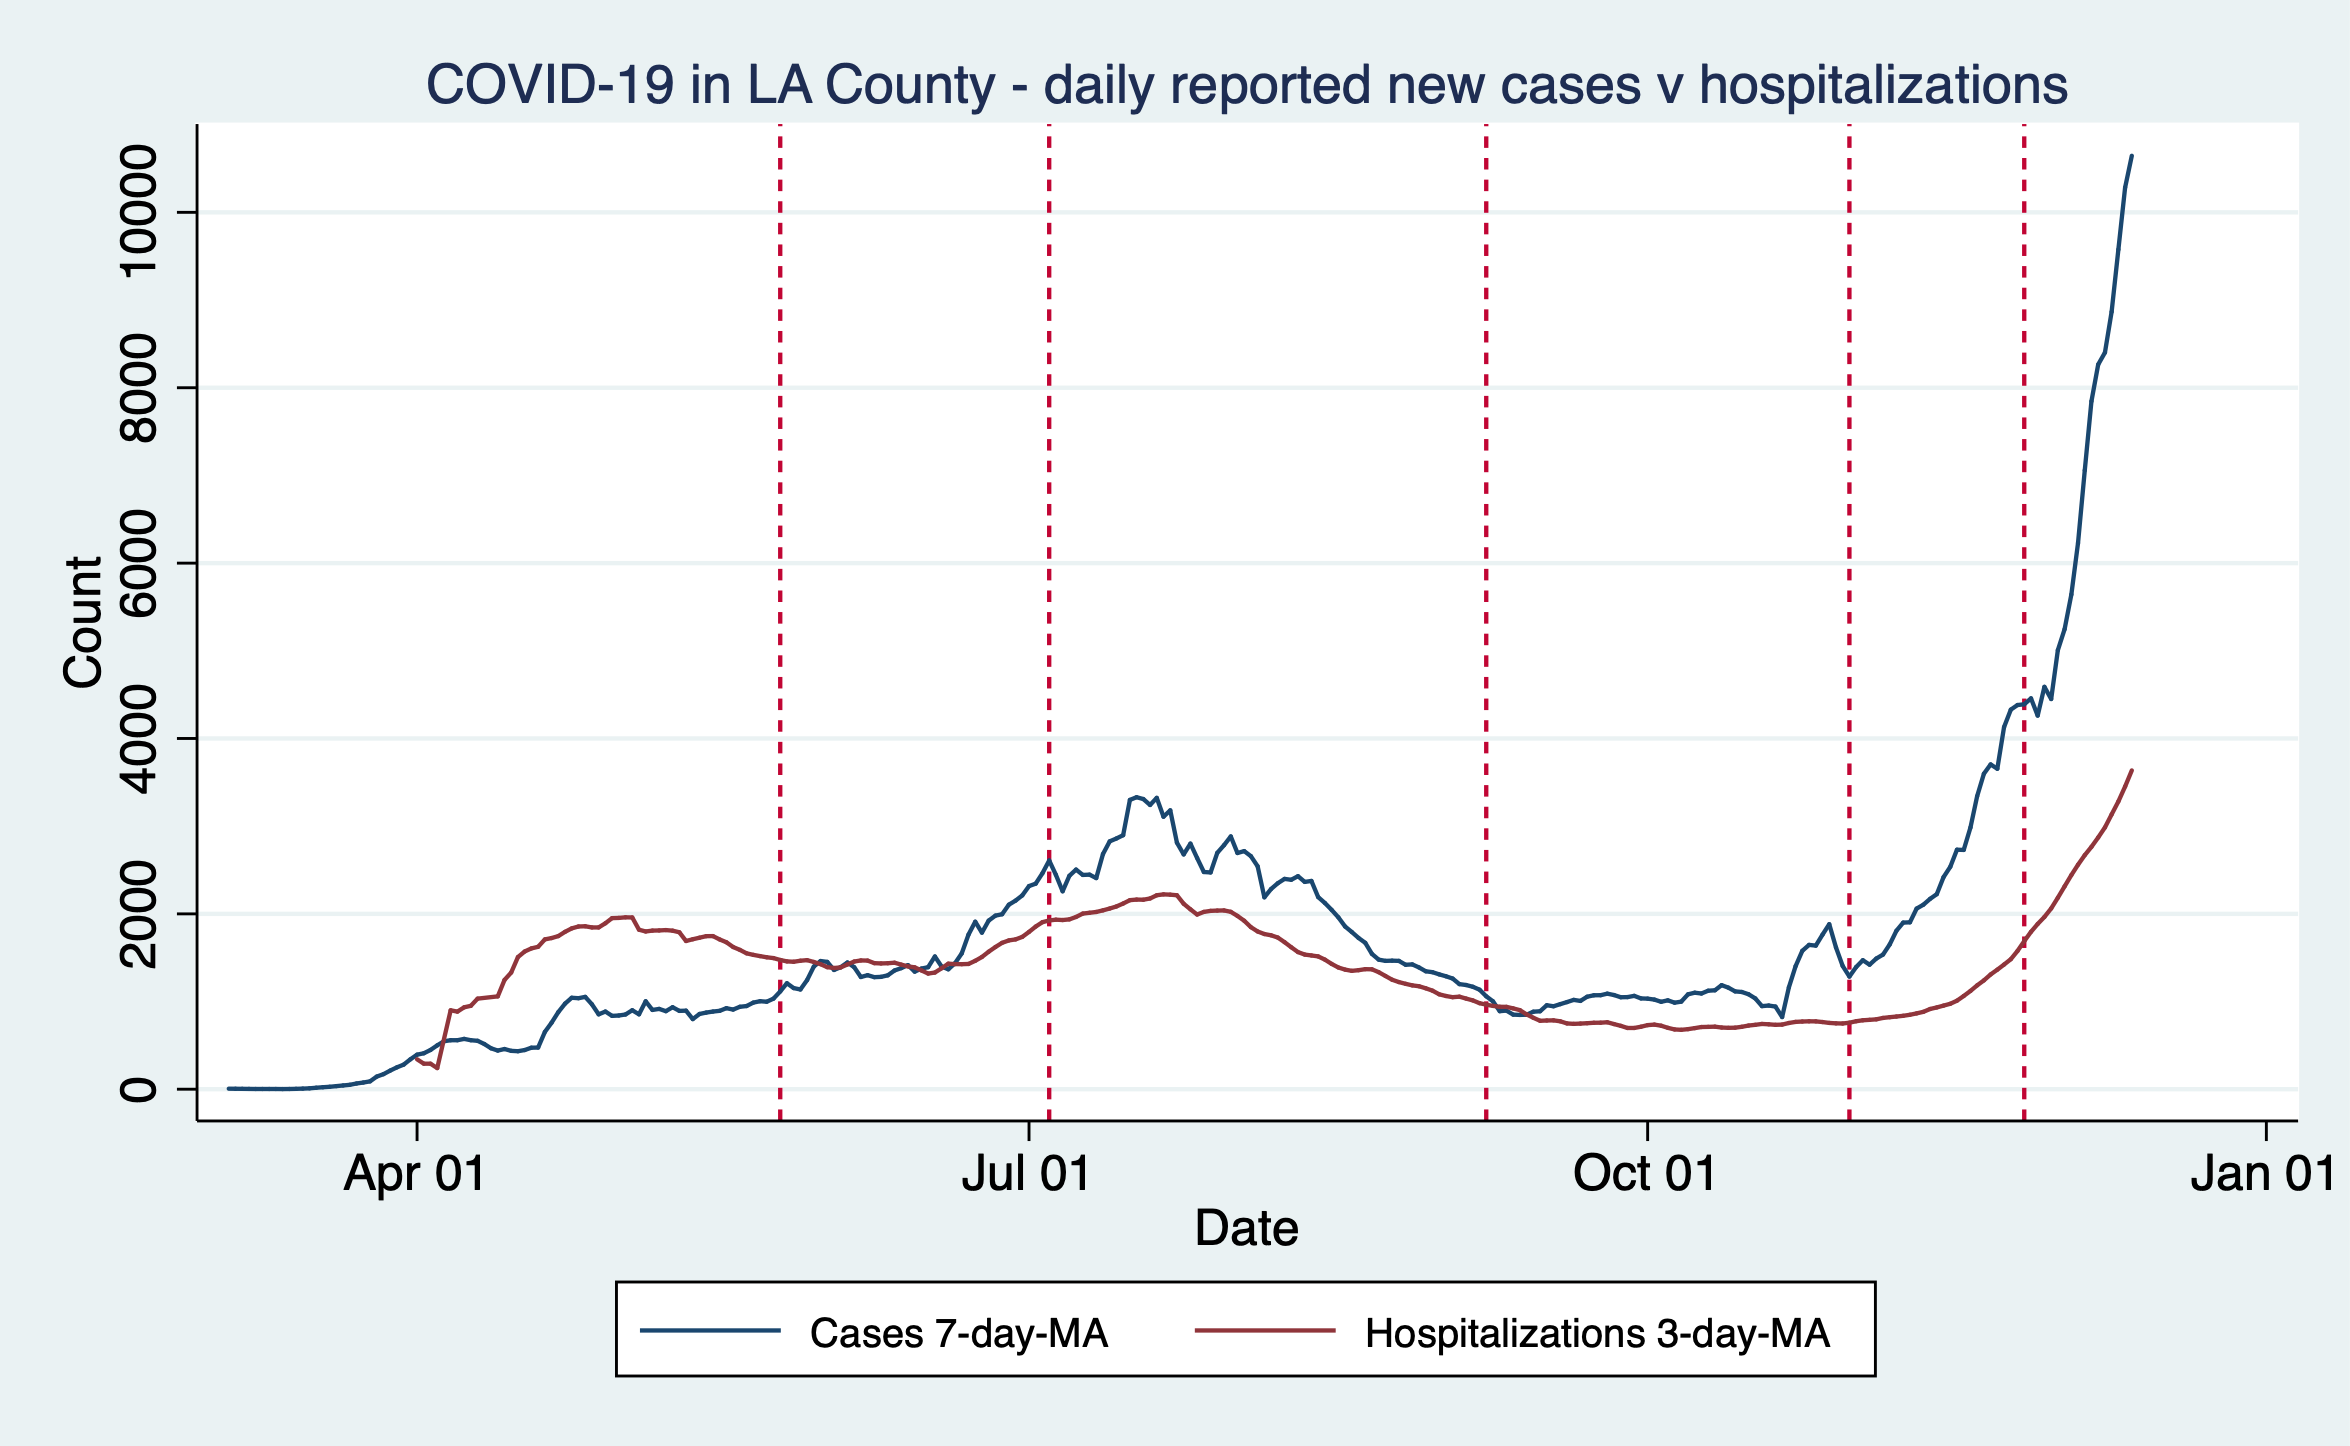 COVID-19 in LA County - daily reported new cases v hospitalizations
Count
10000
8000
6000
4000
2000
0
Apr 01
Jul 01
Oct 01
Jan 01
Date
Cases 7-day-MA
Hospitalizations 3-day-MA